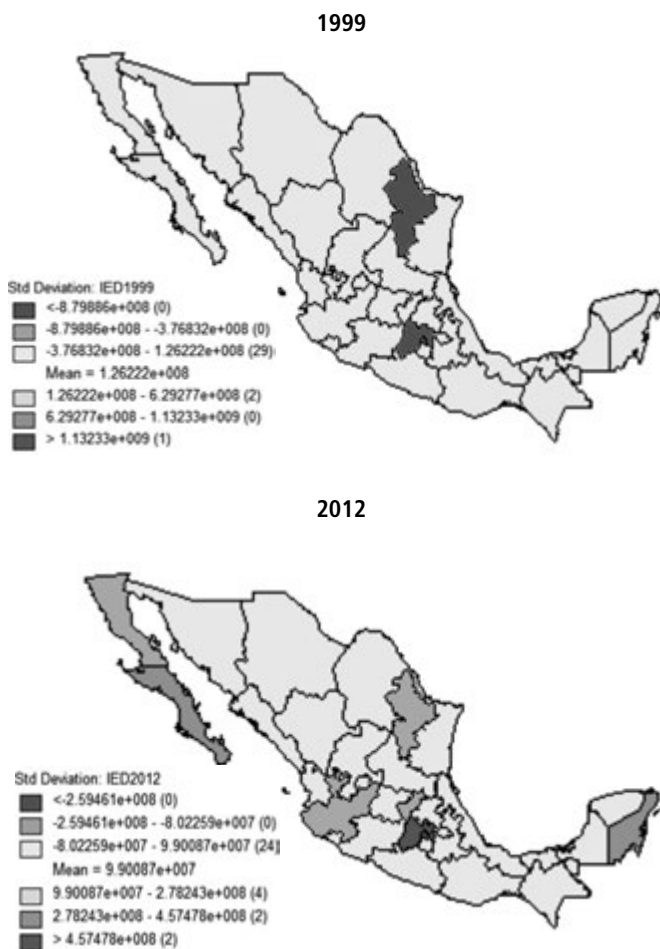 1999
Std Deviation: IED1999
<-8.79886e+008 (0)
-8.79886e+008 - -3.76832e+008 (0)
-3.76832e+008 - 1.26222e+008 (29)
Mean = 1.26222e+008
1.26222e+008 - 6.29277e+008 (2)
6.29277e+008 - 1.13233e+009 (0)
> 1.13233e+009 (1)
2012
Std Deviation: IED2012
<-2.59461e+008 (0)
-2.59461e+008 - -8.02259e+007 (0)
-8.02259e+007 - 9.90087e+007 (24)
Mean = 9.90087e+007
9.90087e+007 - 2.78243e+008 (4)
2.78243e+008 - 4.57478e+008 (2)
> 4.57478e+008 (2)